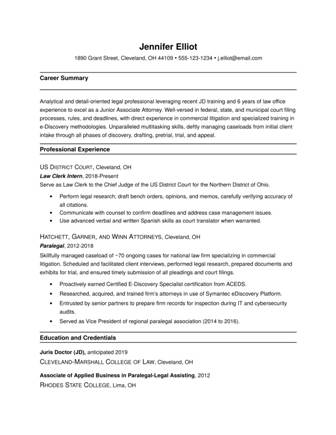 Jennifer Elliot
1890 Grant Street, Cleveland, OH 44109 • 555-123-1234 • j.elliot@email.com
Career Summary
Analytical and detail-oriented legal professional leveraging recent JD training and 6 years of law office
experience to excel as a Junior Associate Attorney. Well-versed in federal, state, and municipal court filing
processes, rules, and deadlines, with direct experience in commercial litigation and specialized training in
e-Discovery methodologies. Unparalleled multitasking skills, deftly managing caseloads from initial client
intake through all phases of discovery, drafting, pretrial, trial, and appeal.
Professional Experience
US DISTRICT COURT, Cleveland, OH
Law Clerk Intern, 2018-Present
Serve as Law Clerk to the Chief Judge of the US District Court for the Northern District of Ohio.
• Perform legal research; draft bench orders, opinions, and memos, carefully verifying accuracy of
all citations.
• Communicate with counsel to confirm deadlines and address case management issues.
• Use advanced verbal and written Spanish skills as court translator when warranted.
HATCHETT, GARNER, AND WINN ATTORNEYS, Cleveland, OH
Paralegal, 2012-2018
Skillfully managed caseload of ~70 ongoing cases for national law firm specializing in commercial
litigation. Scheduled and facilitated client interviews, performed legal research, prepared documents and
exhibits for trial, and ensured timely submission of all pleadings and court filings.
• Proactively earned Certified E-Discovery Specialist certification from ACEDS.
• Researched, acquired, and trained firm's attorneys in use of Symantec eDiscovery Platform.
• Entrusted by senior partners to prepare firm records for inspection during IT and cybersecurity
audits.
• Served as Vice President of regional paralegal association (2014 to 2016).
Education and Credentials
Juris Doctor (JD), anticipated 2019
CLEVELAND-MARSHALL COLLEGE OF LAW, Cleveland, OH
Associate of Applied Business in Paralegal-Legal Assisting, 2012
RHODES STATE COLLEGE, Lima, OH